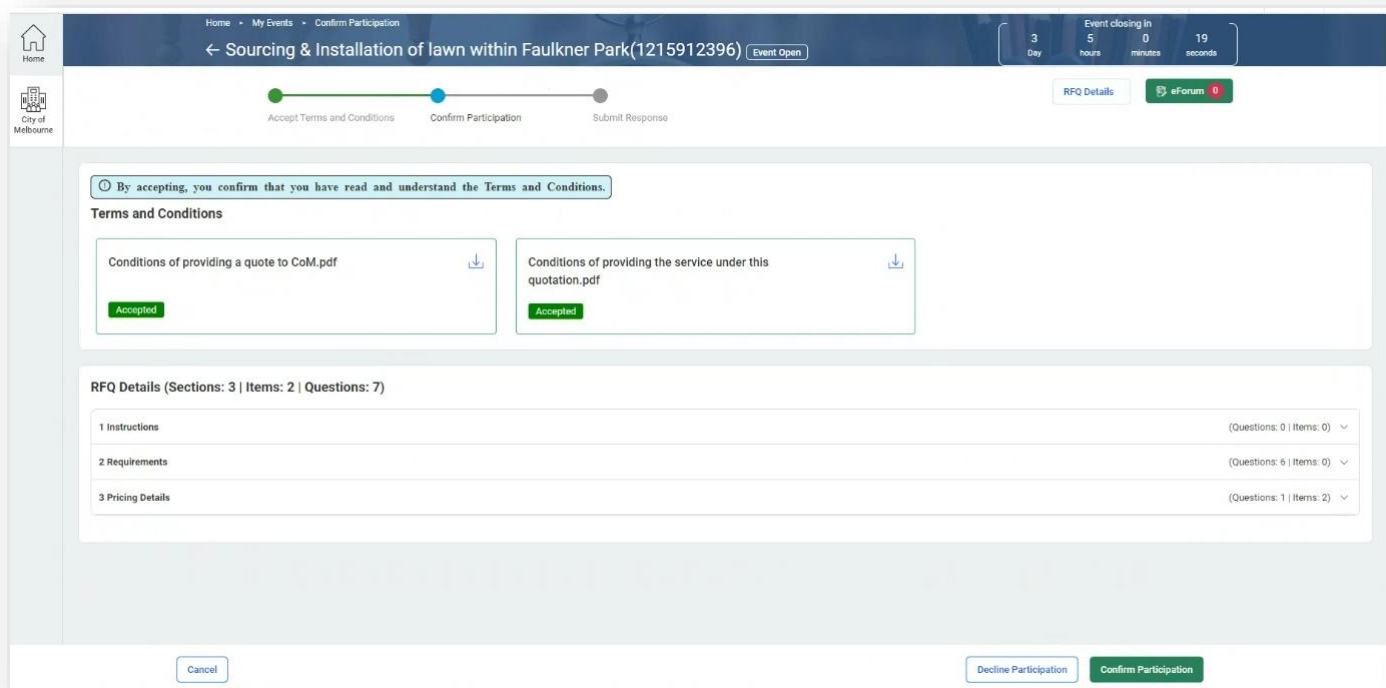 Home
City of
Melbourne
Home • My Events • Confirm Participation
← Sourcing & Installation of lawn within Faulkner Park(1215912396) Event Open
Event closing in
3 5 0 19
Day hours minutes seconds
Accept Terms and Conditions Confirm Participation Submit Response
RFQ Details eForum 0
By accepting, you confirm that you have read and understand the Terms and Conditions.
Terms and Conditions
Conditions of providing a quote to CoM.pdf
Accepted
Conditions of providing the service under this
quotation.pdf
Accepted
RFQ Details (Sections: 3 | Items: 2 | Questions: 7)
1 Instructions (Questions: 0 | Items: 0)
2 Requirements (Questions: 6 | Items: 0)
3 Pricing Details (Questions: 1 | Items: 2)
Cancel Decline Participation Confirm Participation